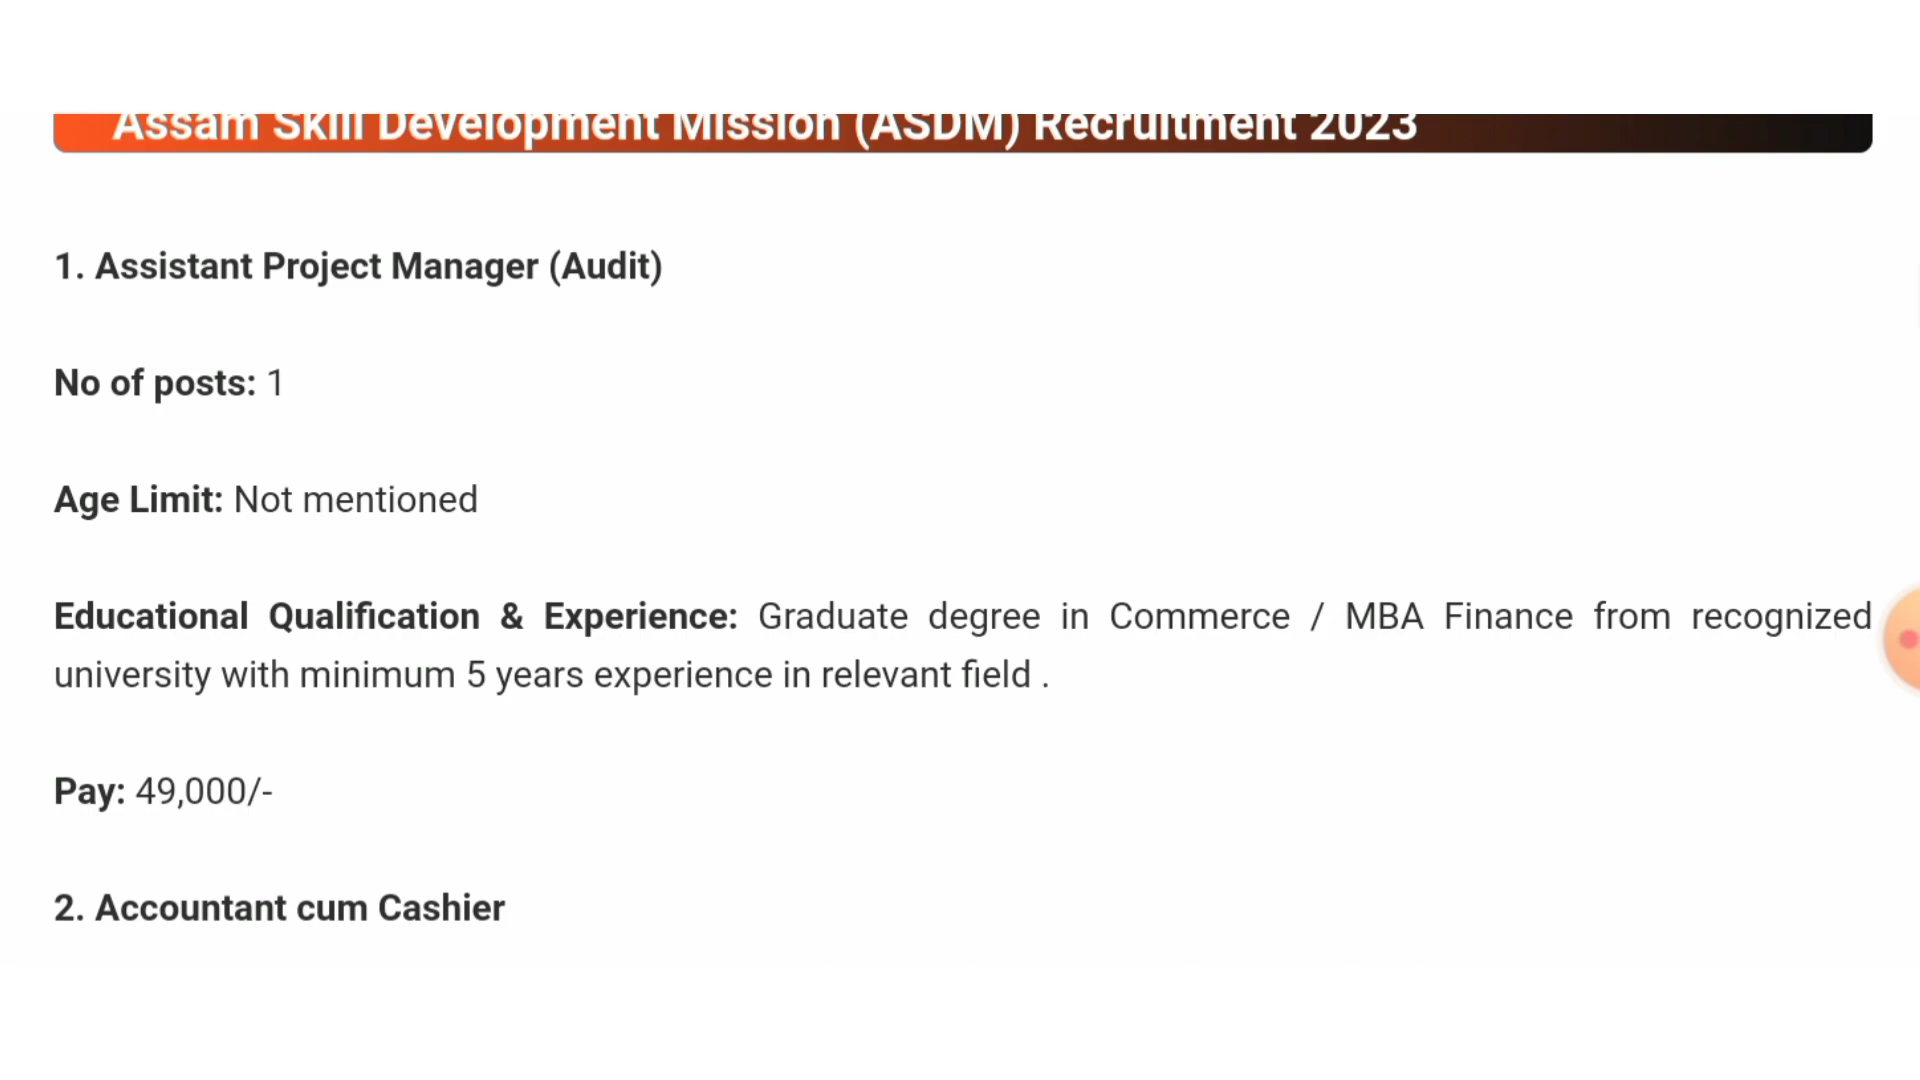 Assam Skill Development Mission (ASDM) Recruitment 2023
1. Assistant Project Manager (Audit)
No of posts: 1
Age Limit: Not mentioned
Educational Qualification & Experience: Graduate degree in Commerce / MBA Finance from recognized
university with minimum 5 years experience in relevant field .
Pay: 49,000/-
2. Accountant cum Cashier